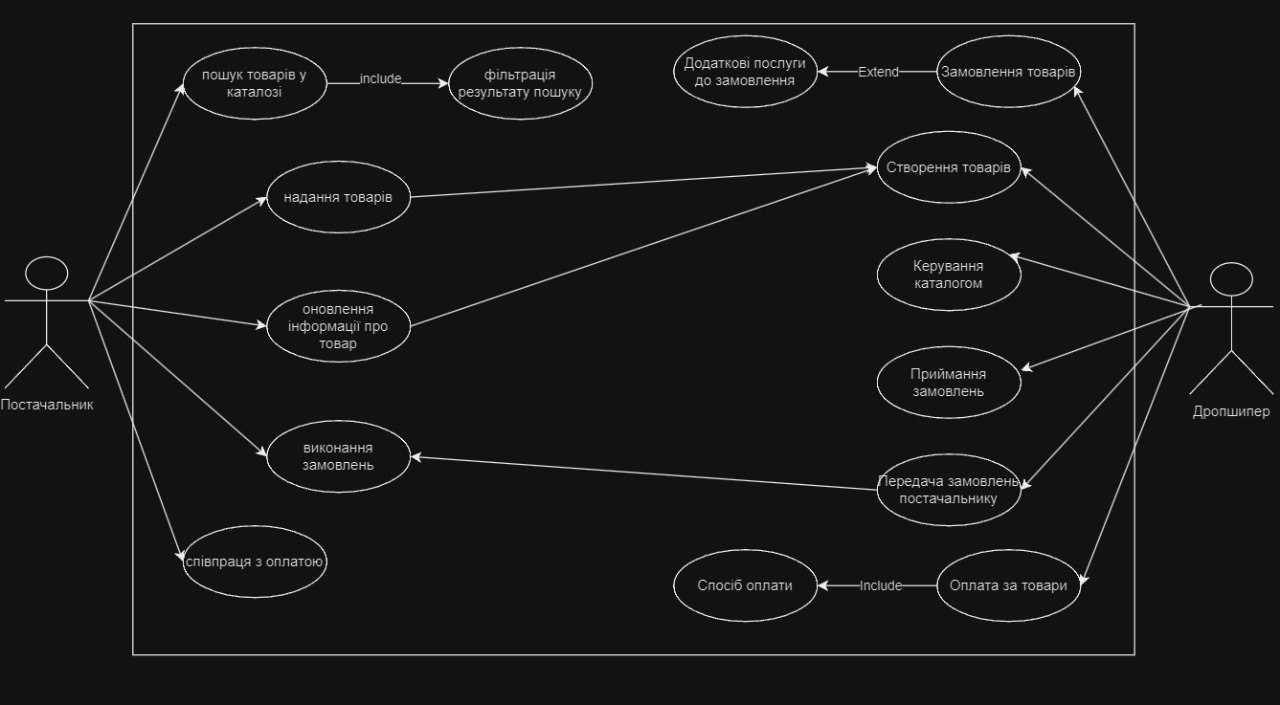 пошук товарів у
каталозі
include
фільтрація
результату пошуку
Додаткові послуги
до замовлення
Extend
Замовлення товарів
надання товарів
Створення товарів
Керування
каталогом
оновлення
інформації про
товар
Приймання
замовлень
Постачальник
Дропшипер
виконання
замовлень
Передача замовлень
постачальнику
співпраця з оплатою
Спосіб оплати
Include
Оплата за товари